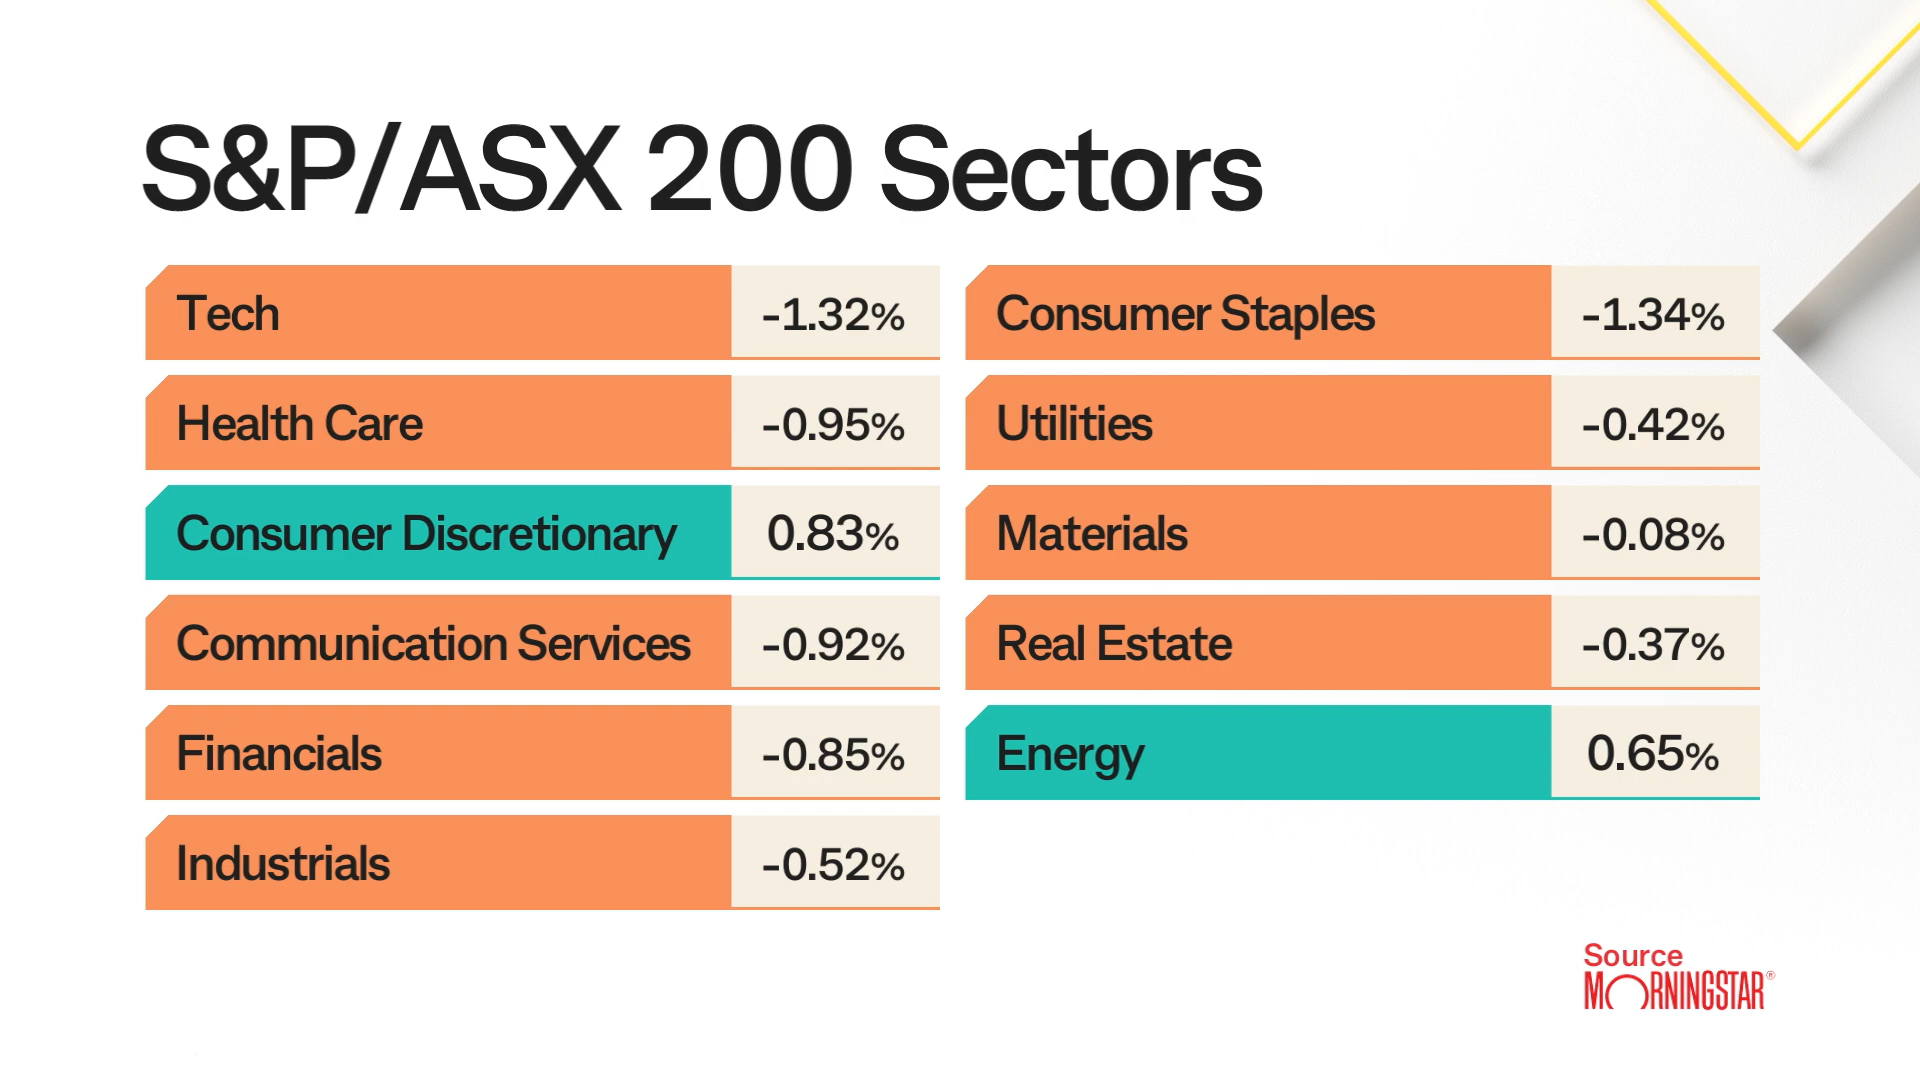 S&P/ASX 200 Sectors
Tech -1.32%
Health Care -0.95%
Consumer Discretionary 0.83%
Communication Services -0.92%
Financials -0.85%
Industrials -0.52%
Consumer Staples -1.34%
Utilities -0.42%
Materials -0.08%
Real Estate -0.37%
Energy 0.65%
Source
MORNINGSTAR®